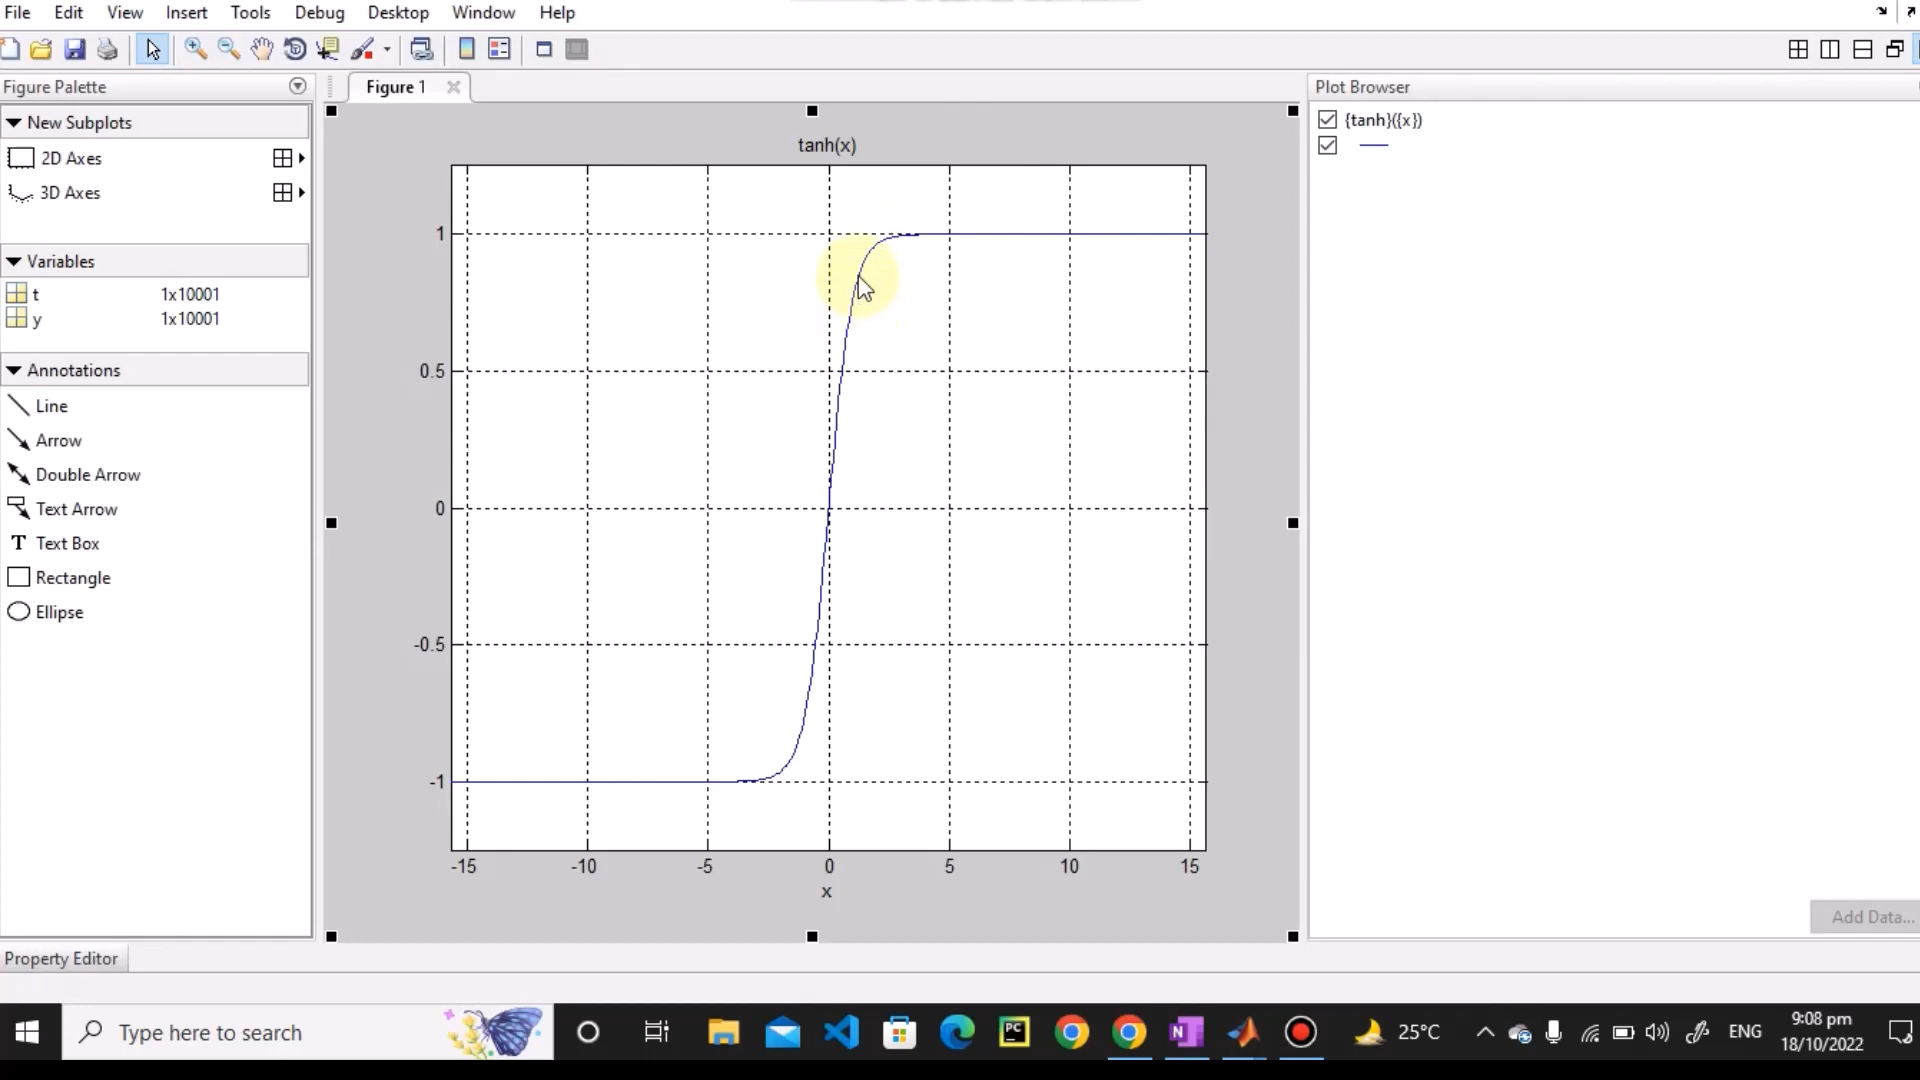 File Edit View Insert Tools Debug Desktop Window Help
Figure Palette
New Subplots
2D Axes
3D Axes
Variables
t 1x10001
y 1x10001
Annotations
Line
Arrow
Double Arrow
Text Arrow
T Text Box
Rectangle
Ellipse
Figure 1
tanh(x)
1
0.5
0
-0.5
-1
-15 -10 -5 0 5 10 15
x
Plot Browser
{tanh}({x})
Add Data...
Property Editor
Type here to search
PC
N
25°C
ENG
9:08 pm
18/10/2022